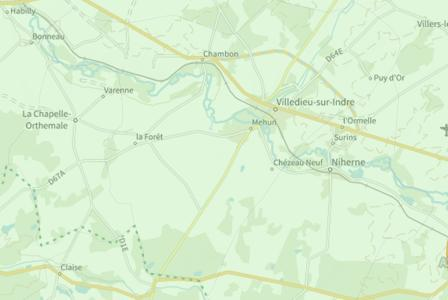 Habilly
Bonneau
Villers-le
Chambon
D64E
Puy d'Or
Varenne
Villedieu-sur-Indre
La Chapelle-
Orthemale
Mehun
l'Ormelle
la Forêt
Surins
Chézeau Neuf
Niherne
D67A
D1E
Claise